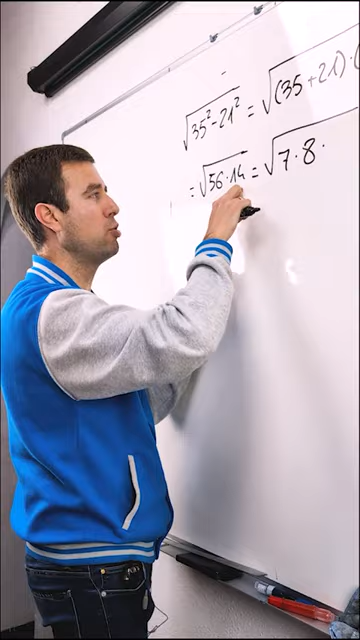 √35²-21² = √(35+21)·(
= √56·14 = √7·8·